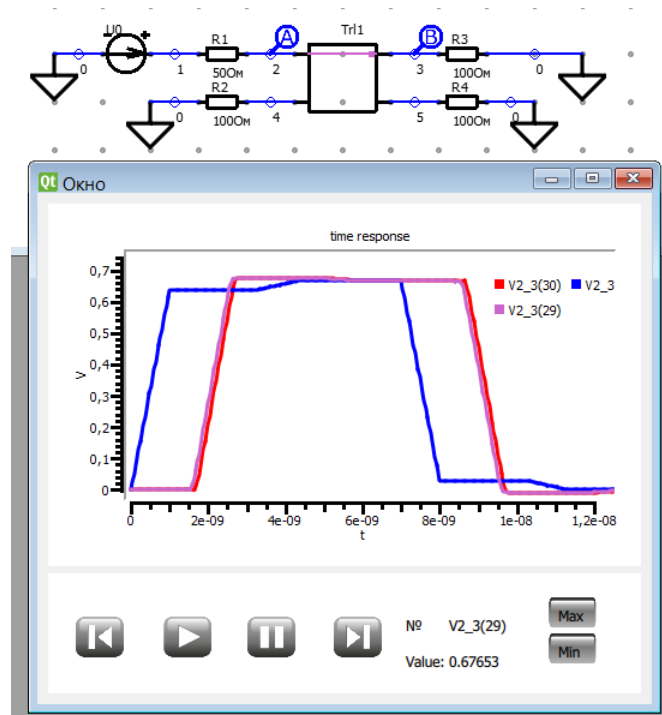 U0 A Trl1 B
R1 R3
0 1 50Ом 2 3 100Ом 0
R2 R4
0 100Ом 4 5 100Ом 0
Qt Окно
time response
0,7
0,6
0,5
0,4
0,3
0,2
0,1
0
V
V2_3(30) V2_3
V2_3(29)
0 2e-09 4e-09 6e-09 8e-09 1e-08 1,2e-08
t
№ V2_3(29)
Value: 0.67653
Max
Min